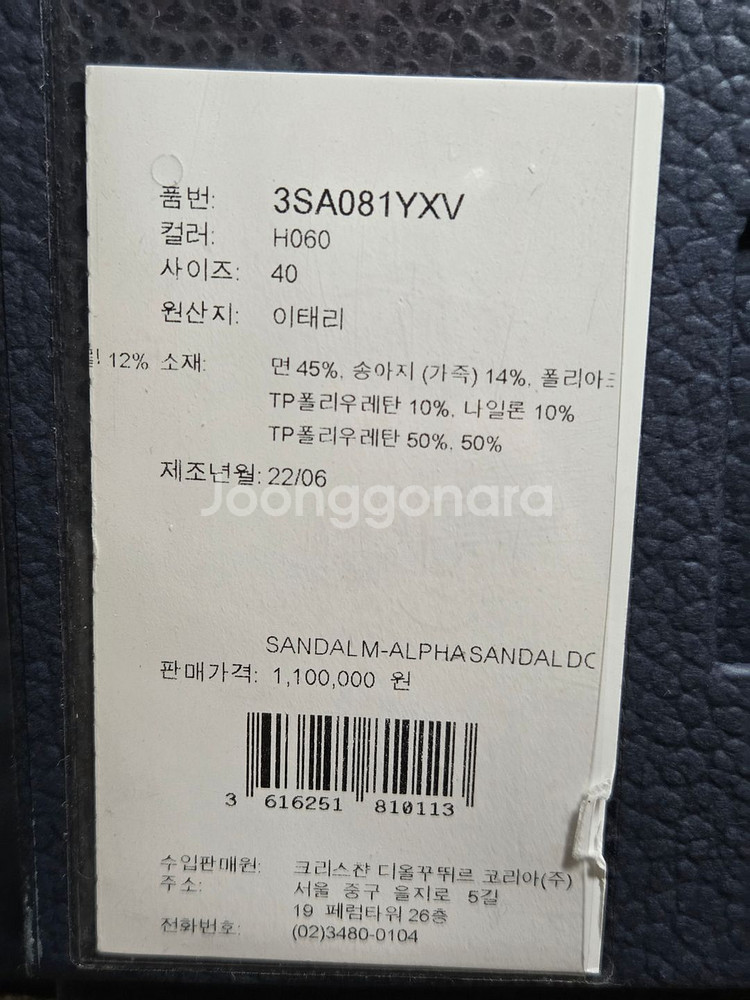 품번: 3SA081YXV
컬러: H060
사이즈: 40
원산지: 이태리
12% 소재: 면 45%, 송아지 (가죽) 14%, 폴리아
TP폴리우레탄 10%, 나일론 10%
TP폴리우레탄 50%, 50%
제조년월: 22/06
Joonggonara
SANDAL M-ALPHA SANDAL DC
판매가격: 1,100,000 원
3 616251 810113
수입판매원: 크리스챤 디올꾸뛰르 코리아(주)
주소: 서울 중구 을지로 5길
19 페럼타워 26층
전화번호: (02)3480-0104